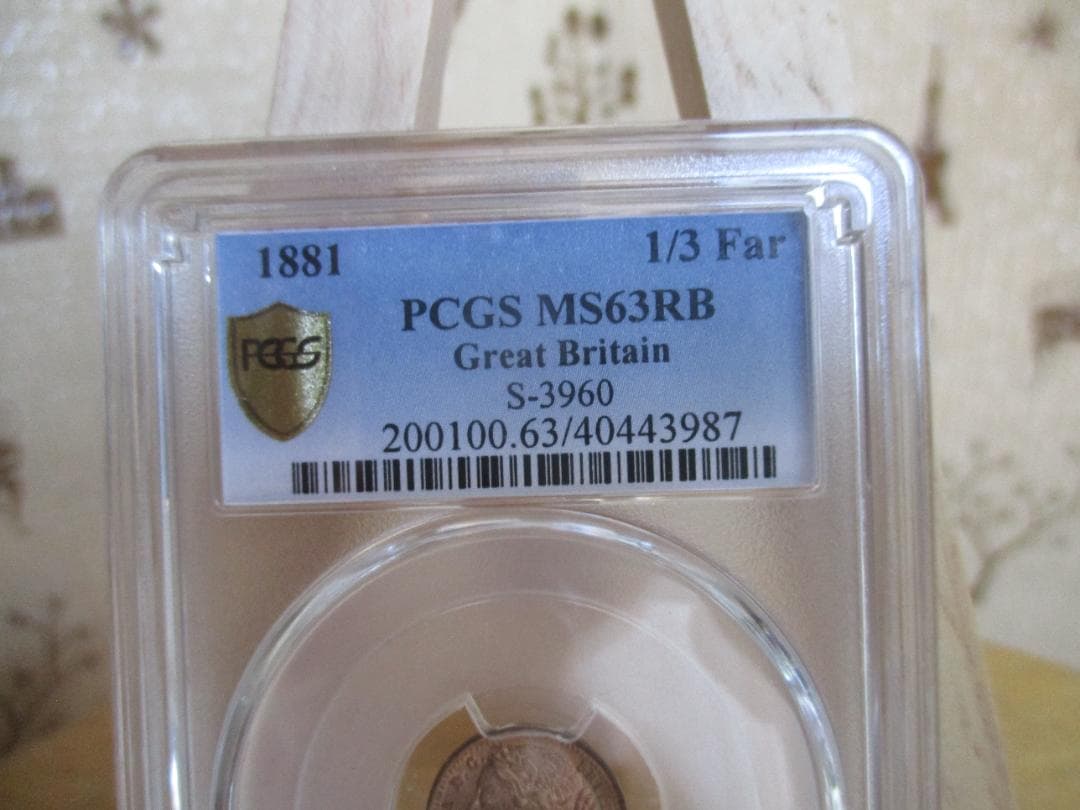 1881 1/3 Far
PCGS MS63RB
PCGS
Great Britain
S-3960
200100.63/40443987